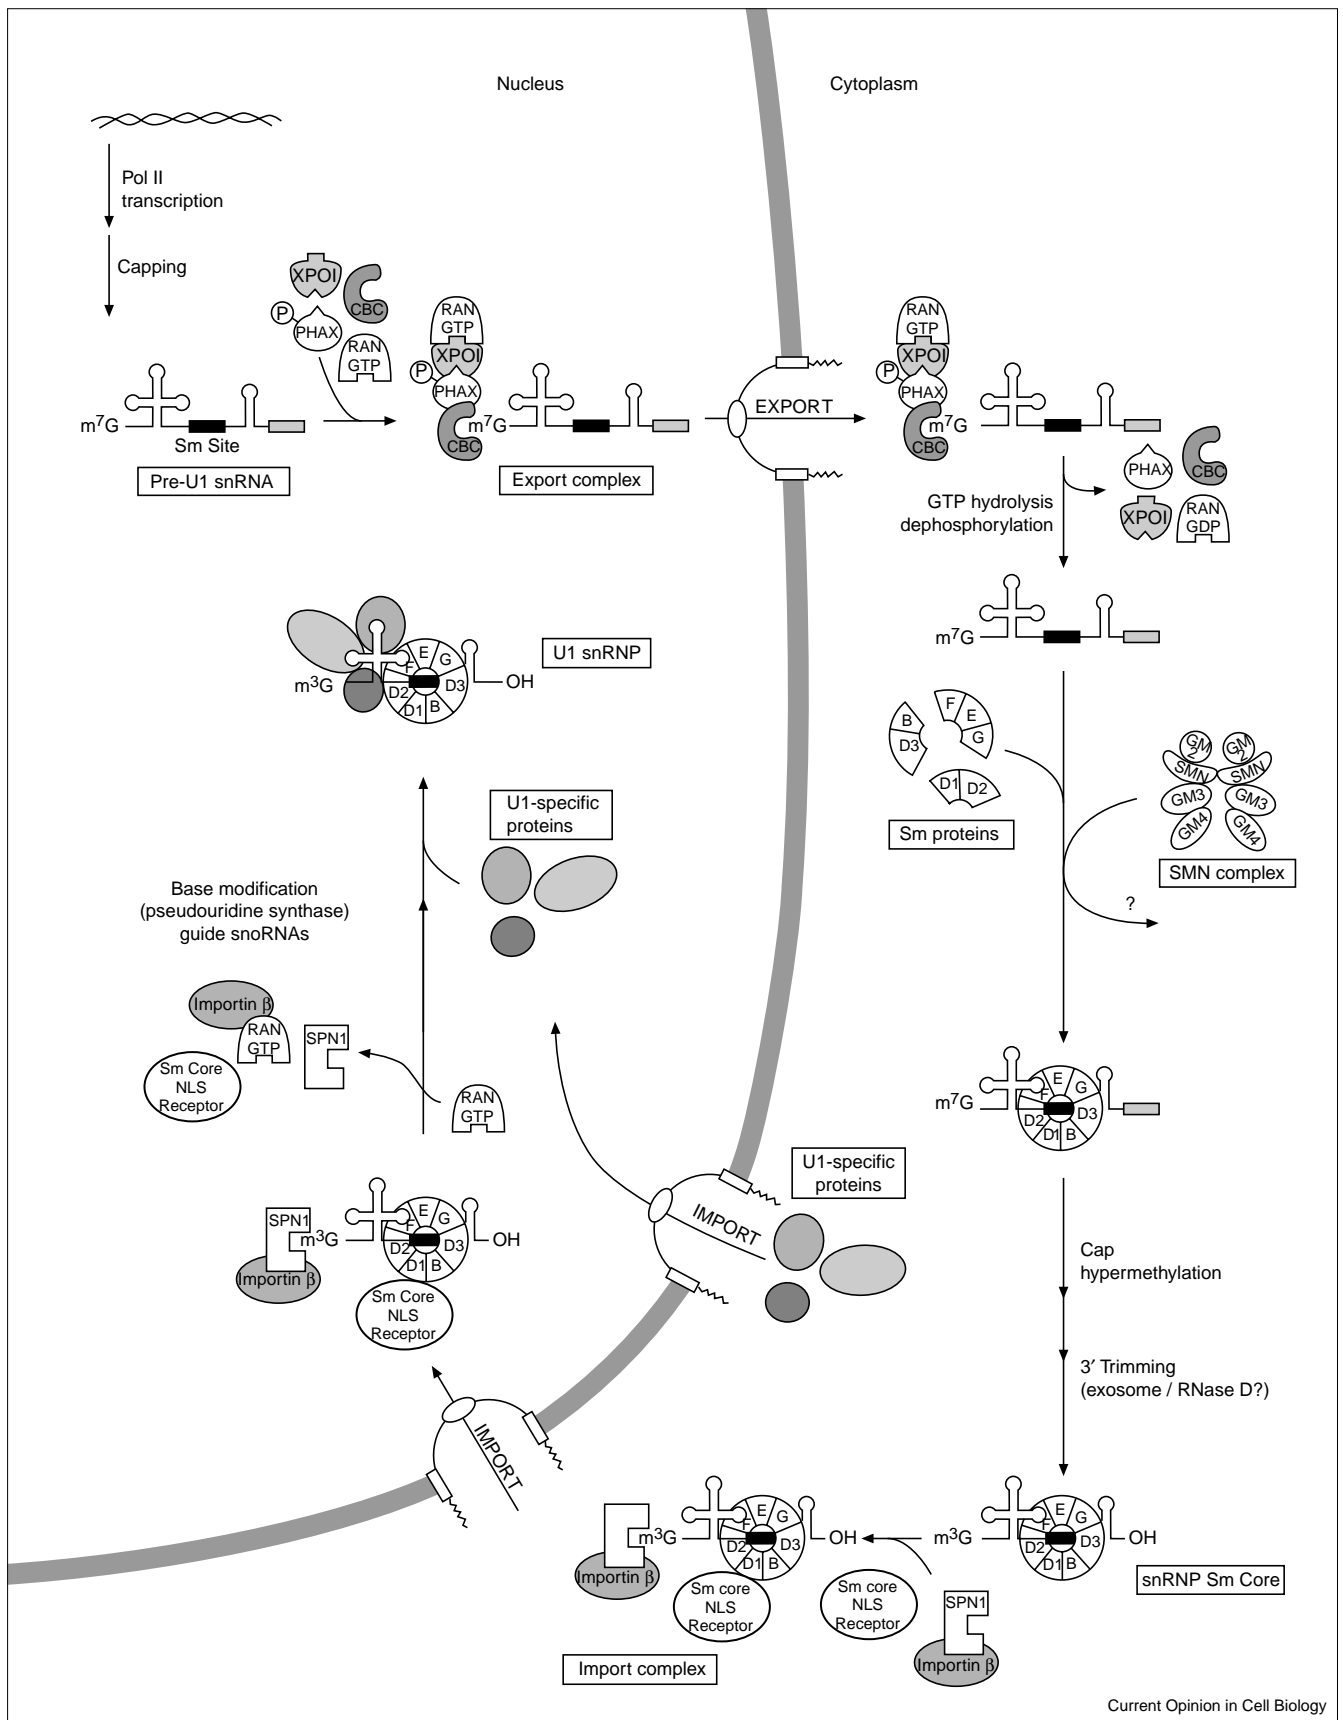 Nucleus
Cytoplasm
Pol II
transcription
Capping
XPOI
CBC
P
PHAX
RAN
GTP
m7G
Sm Site
Pre-U1 snRNA
RAN
GTP
XPOI
P
PHAX
CBC
m7G
Export complex
EXPORT
RAN
GTP
XPOI
P
PHAX
CBC
m7G
GTP hydrolysis
dephosphorylation
PHAX
CBC
XPOI
RAN
GDP
m7G
B
D3
F
E
G
D1
D2
Sm proteins
GM
2
GM
2
SMN
SMN
GM3
GM3
GM4
GM4
SMN complex
?
m7G
E
G
F
D2
D3
D1
B
Cap
hypermethylation
3′ Trimming
(exosome / RNase D?)
m3G
E
G
F
D2
D3
D1
B
OH
snRNP Sm Core
Sm core
NLS
Receptor
SPN1
Importin β
m3G
E
G
F
D2
D3
D1
B
OH
Importin β
Sm core
NLS
Receptor
Import complex
IMPORT
SPN1
m3G
Importin β
E
G
F
D2
D3
D1
B
OH
Sm Core
NLS
Receptor
U1-specific
proteins
IMPORT
RAN
GTP
SPN1
Importin β
RAN
GTP
Sm Core
NLS
Receptor
Base modification
(pseudouridine synthase)
guide snoRNAs
U1-specific
proteins
U1 snRNP
m3G
E
G
F
D2
D3
D1
B
OH
Current Opinion in Cell Biology